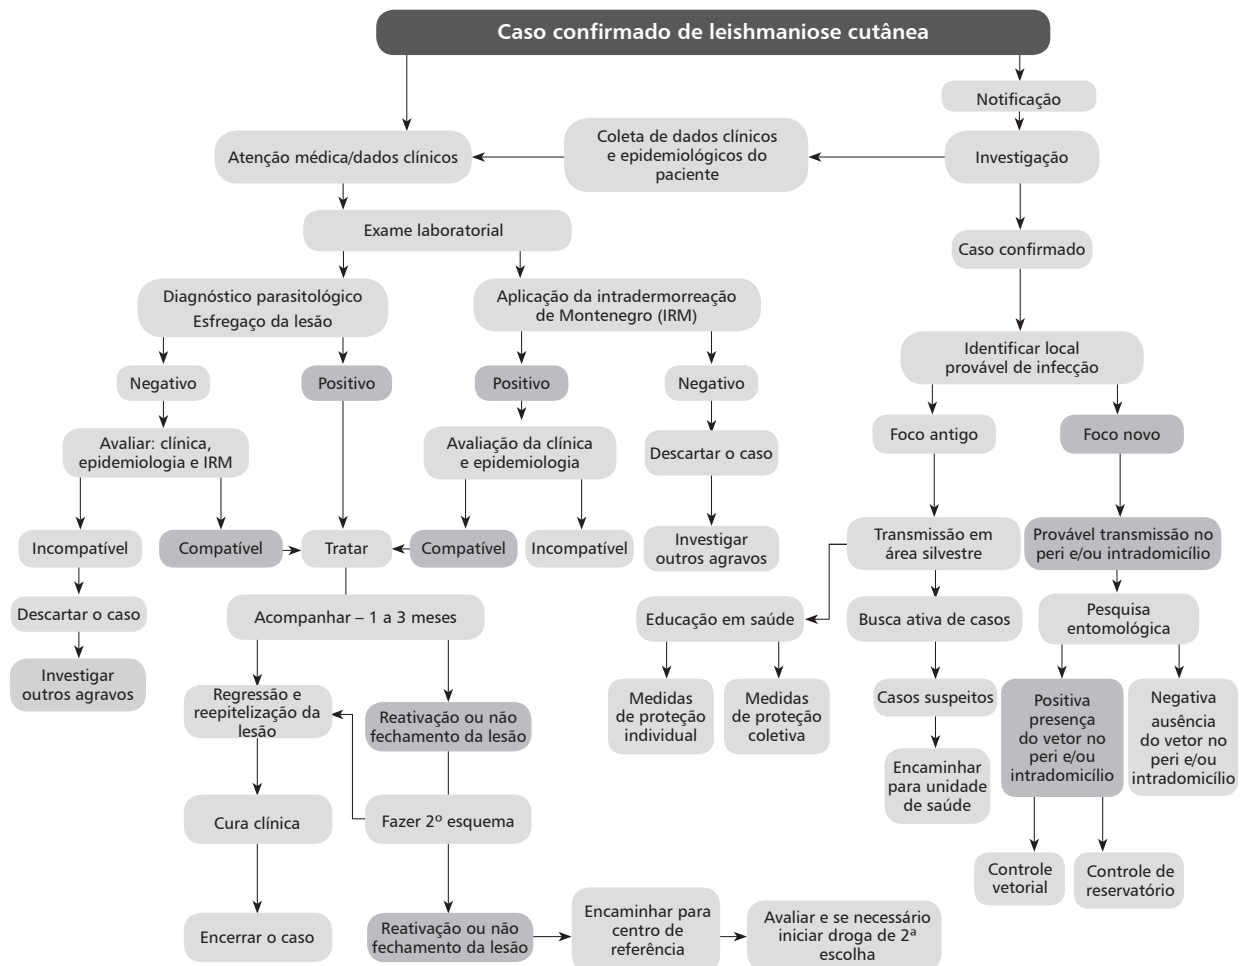 Caso confirmado de leishmaniose cutânea
Notificação
Atenção médica/dados clínicos
Coleta de dados clínicos
e epidemiológicos do
paciente
Investigação
Exame laboratorial
Caso confirmado
Diagnóstico parasitológico
Esfregaço da lesão
Aplicação da intradermorreação
de Montenegro (IRM)
Identificar local
provável de infecção
Negativo
Positivo
Positivo
Negativo
Foco antigo
Foco novo
Avaliar: clínica,
epidemiologia e IRM
Avaliação da clínica
e epidemiologia
Descartar o caso
Incompatível
Compatível
Tratar
Compatível
Incompatível
Investigar
outros agravos
Transmissão em
área silvestre
Provável transmissão no
peri e/ou intradomicílio
Descartar o caso
Acompanhar – 1 a 3 meses
Educação em saúde
Busca ativa de casos
Pesquisa
entomológica
Investigar
outros agravos
Regressão e
reepitelização da
lesão
Reativação ou não
fechamento da lesão
Medidas
de proteção
individual
Medidas
de proteção
coletiva
Casos suspeitos
Positiva
presença
do vetor no
peri e/ou
intradomicílio
Negativa
ausência
do vetor no
peri e/ou
intradomicílio
Encaminhar
para unidade
de saúde
Cura clínica
Fazer 2º esquema
Controle
vetorial
Controle de
reservatório
Encerrar o caso
Reativação ou não
fechamento da lesão
Encaminhar para
centro de
referência
Avaliar e se necessário
iniciar droga de 2ª
escolha